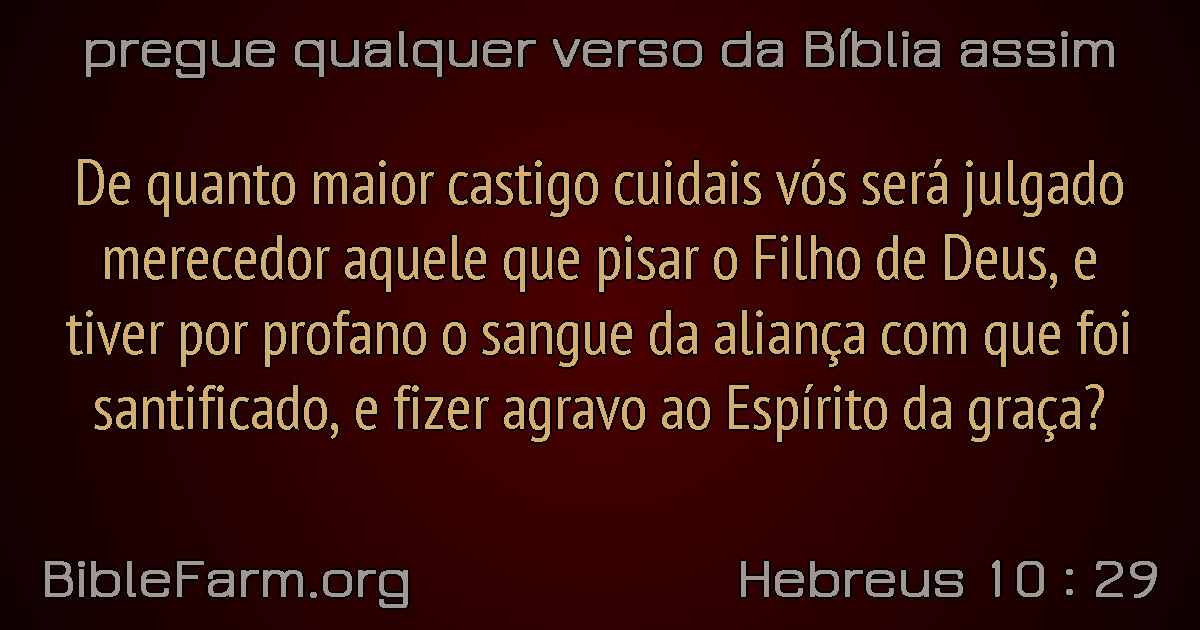 pregue qualquer verso da Bíblia assim
De quanto maior castigo cuidais vós será julgado
merecedor aquele que pisar o Filho de Deus, e
tiver por profano o sangue da aliança com que foi
santificado, e fizer agravo ao Espírito da graça?
BibleFarm.org
Hebreus 10 : 29